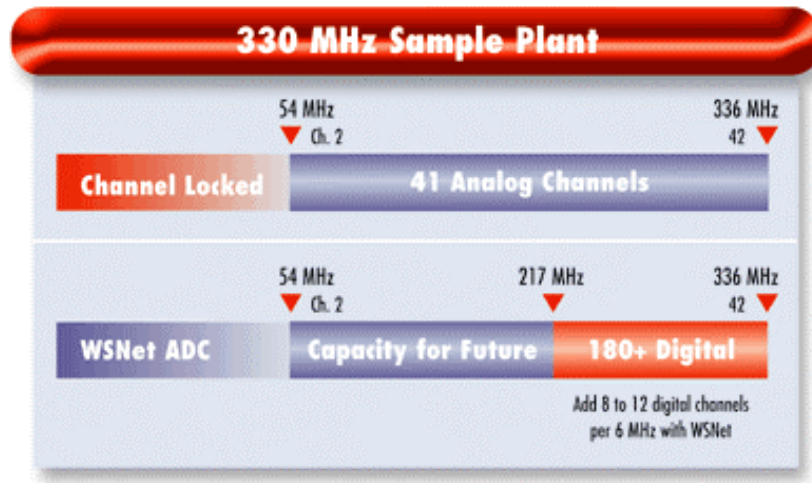 330 MHz Sample Plant
54 MHz
Ch. 2
336 MHz
42
Channel Locked
41 Analog Channels
54 MHz
Ch. 2
217 MHz
336 MHz
42
WSNet ADC
Capacity for Future
180+ Digital
Add 8 to 12 digital channels
per 6 MHz with WSNet